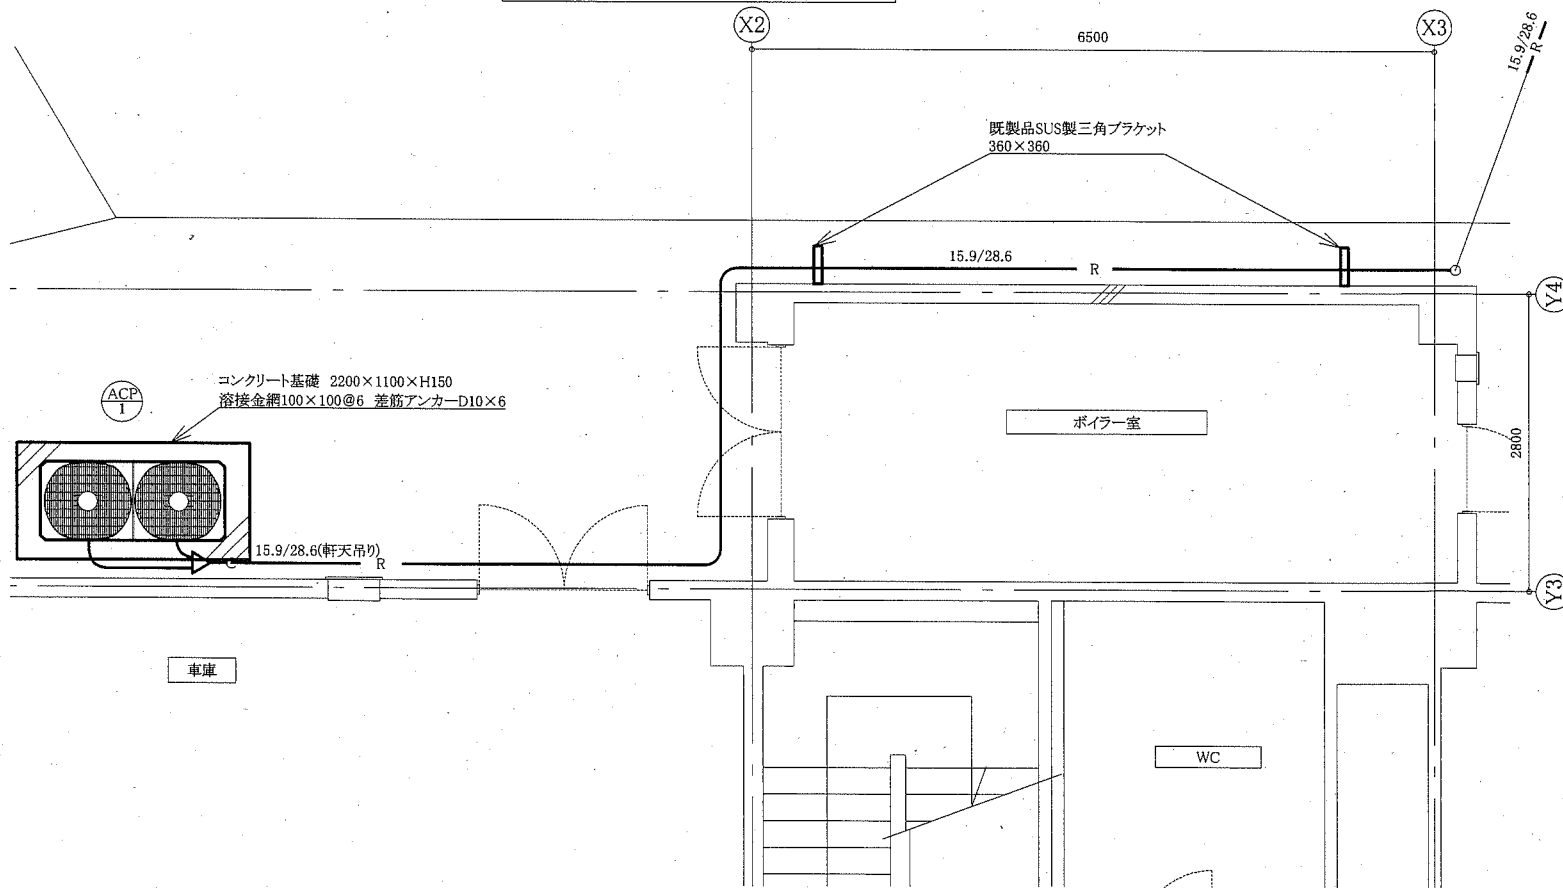 X2
6500
X3
15.9/28.6
R
既製品SUS製三角ブラケット
360×360
15.9/28.6
R
Y4
コンクリート基礎 2200×1100×H150
溶接金網100×100@6 差筋アンカーD10×6
ACP
1
ボイラー室
2800
15.9/28.6(軒天吊り)
R
Y3
車庫
WC